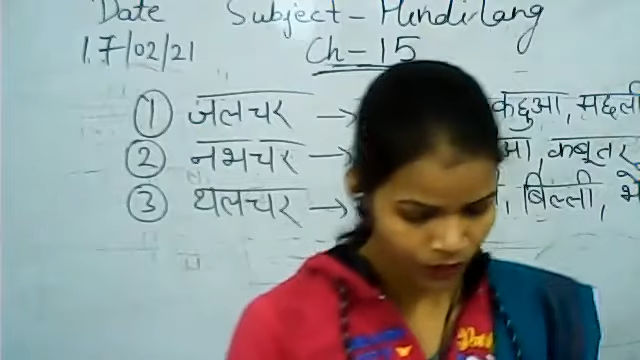 Date Subject - Hindi Lang
17/02/21 Ch - 15
① जलचर → कछुआ, मछली
② नभचर → कबूतर
③ थलचर → बिल्ली,